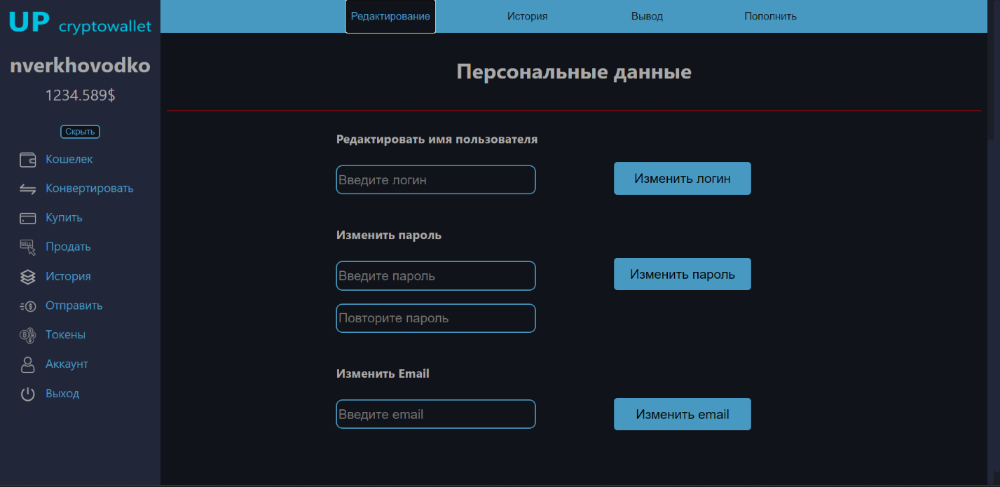 UP cryptowallet
nverkhovodko
1234.589$
Скрыть
Кошелек
Конвертировать
Купить
SELL
Продать
История
Отправить
Токены
Аккаунт
Выход
Редактирование История Вывод Пополнить
Персональные данные
Редактировать имя пользователя
Введите логин Изменить логин
Изменить пароль
Введите пароль Изменить пароль
Повторите пароль
Изменить Email
Введите email Изменить email